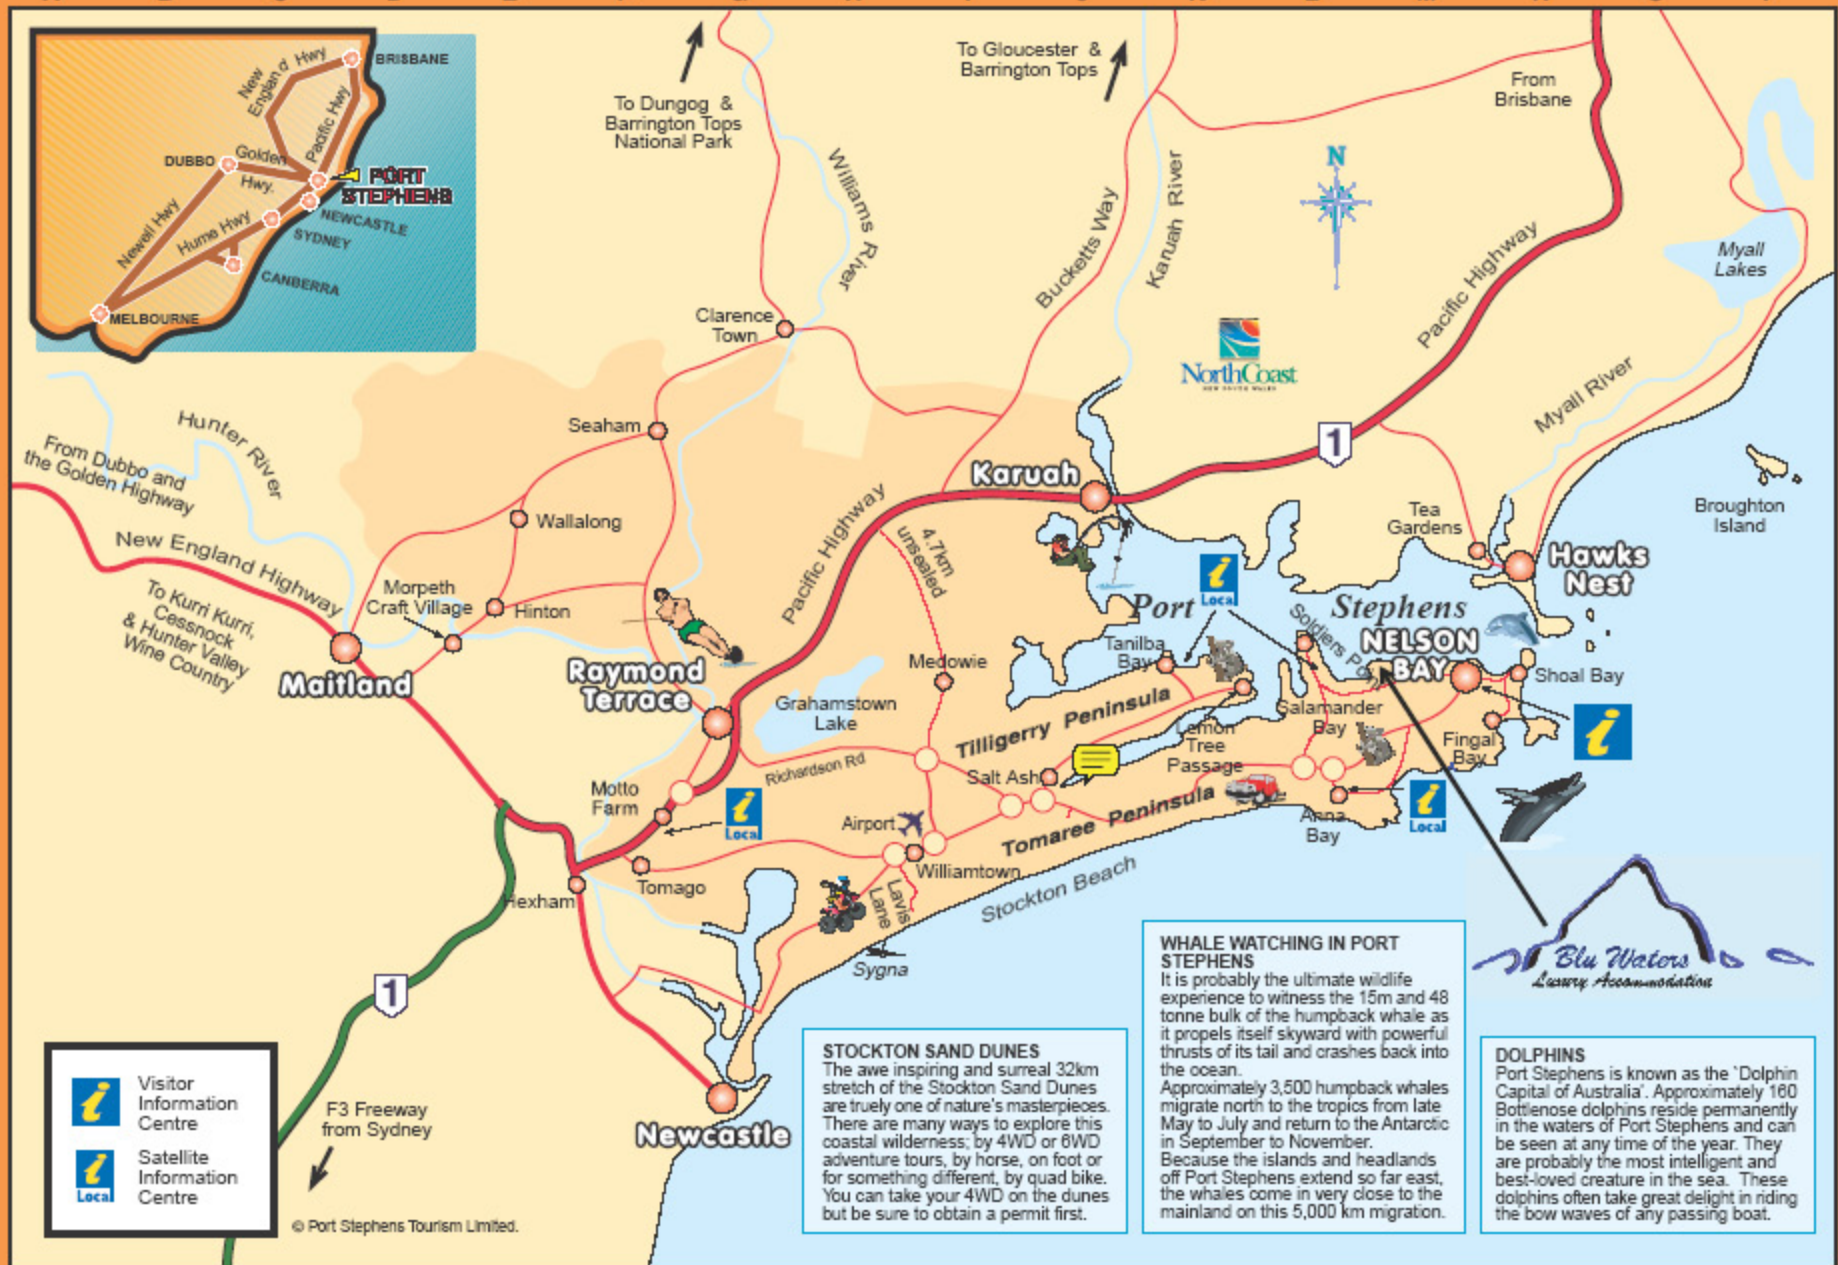 New
England Hwy
BRISBANE
Pacific Hwy
DUBBO
Golden
Hwy.
PORT
STEPHENS
Newell Hwy
Hume Hwy
NEWCASTLE
SYDNEY
CANBERRA
MELBOURNE
To Dungog &
Barrington Tops
National Park
To Gloucester &
Barrington Tops
From
Brisbane
Williams River
Bucketts Way
Karuah River
N
Pacific Highway
Myall
Lakes
NorthCoast
NEW SOUTH WALES
Myall River
Clarence
Town
Seaham
Hunter River
From Dubbo and
the Golden Highway
Wallalong
New England Highway
To Kurri Kurri,
Cessnock
& Hunter Valley
Wine Country
Morpeth
Craft Village
Hinton
Maitland
Raymond
Terrace
Pacific Highway
4.7km
unsealed
Karuah
1
Tea
Gardens
Hawks
Nest
Broughton
Island
i
Local
Port
Stephens
Soldiers Point
NELSON
BAY
Shoal Bay
Tanilba
Bay
Medowie
Grahamstown
Lake
Tilligerry Peninsula
Salamander
Bay
Lemon
Tree
Passage
Fingal
Bay
i
Richardson Rd
Salt Ash
Motto
Farm
i
Local
Airport
Tomaree Peninsula
Anna
Bay
i
Local
Williamtown
Tomago
Hexham
Lavis
Lane
Stockton Beach
Sygna
1
Newcastle
Blu Waters
Luxury Accommodation
i
Visitor
Information
Centre
i
Local
Satellite
Information
Centre
F3 Freeway
from Sydney
© Port Stephens Tourism Limited.
STOCKTON SAND DUNES
The awe inspiring and surreal 32km
stretch of the Stockton Sand Dunes
are truely one of nature's masterpieces.
There are many ways to explore this
coastal wilderness; by 4WD or 6WD
adventure tours, by horse, on foot or
for something different, by quad bike.
You can take your 4WD on the dunes
but be sure to obtain a permit first.
WHALE WATCHING IN PORT
STEPHENS
It is probably the ultimate wildlife
experience to witness the 15m and 48
tonne bulk of the humpback whale as
it propels itself skyward with powerful
thrusts of its tail and crashes back into
the ocean.
Approximately 3,500 humpback whales
migrate north to the tropics from late
May to July and return to the Antarctic
in September to November.
Because the islands and headlands
off Port Stephens extend so far east,
the whales come in very close to the
mainland on this 5,000 km migration.
DOLPHINS
Port Stephens is known as the `Dolphin
Capital of Australia'. Approximately 160
Bottlenose dolphins reside permanently
in the waters of Port Stephens and can
be seen at any time of the year. They
are probably the most intelligent and
best-loved creature in the sea. These
dolphins often take great delight in riding
the bow waves of any passing boat.